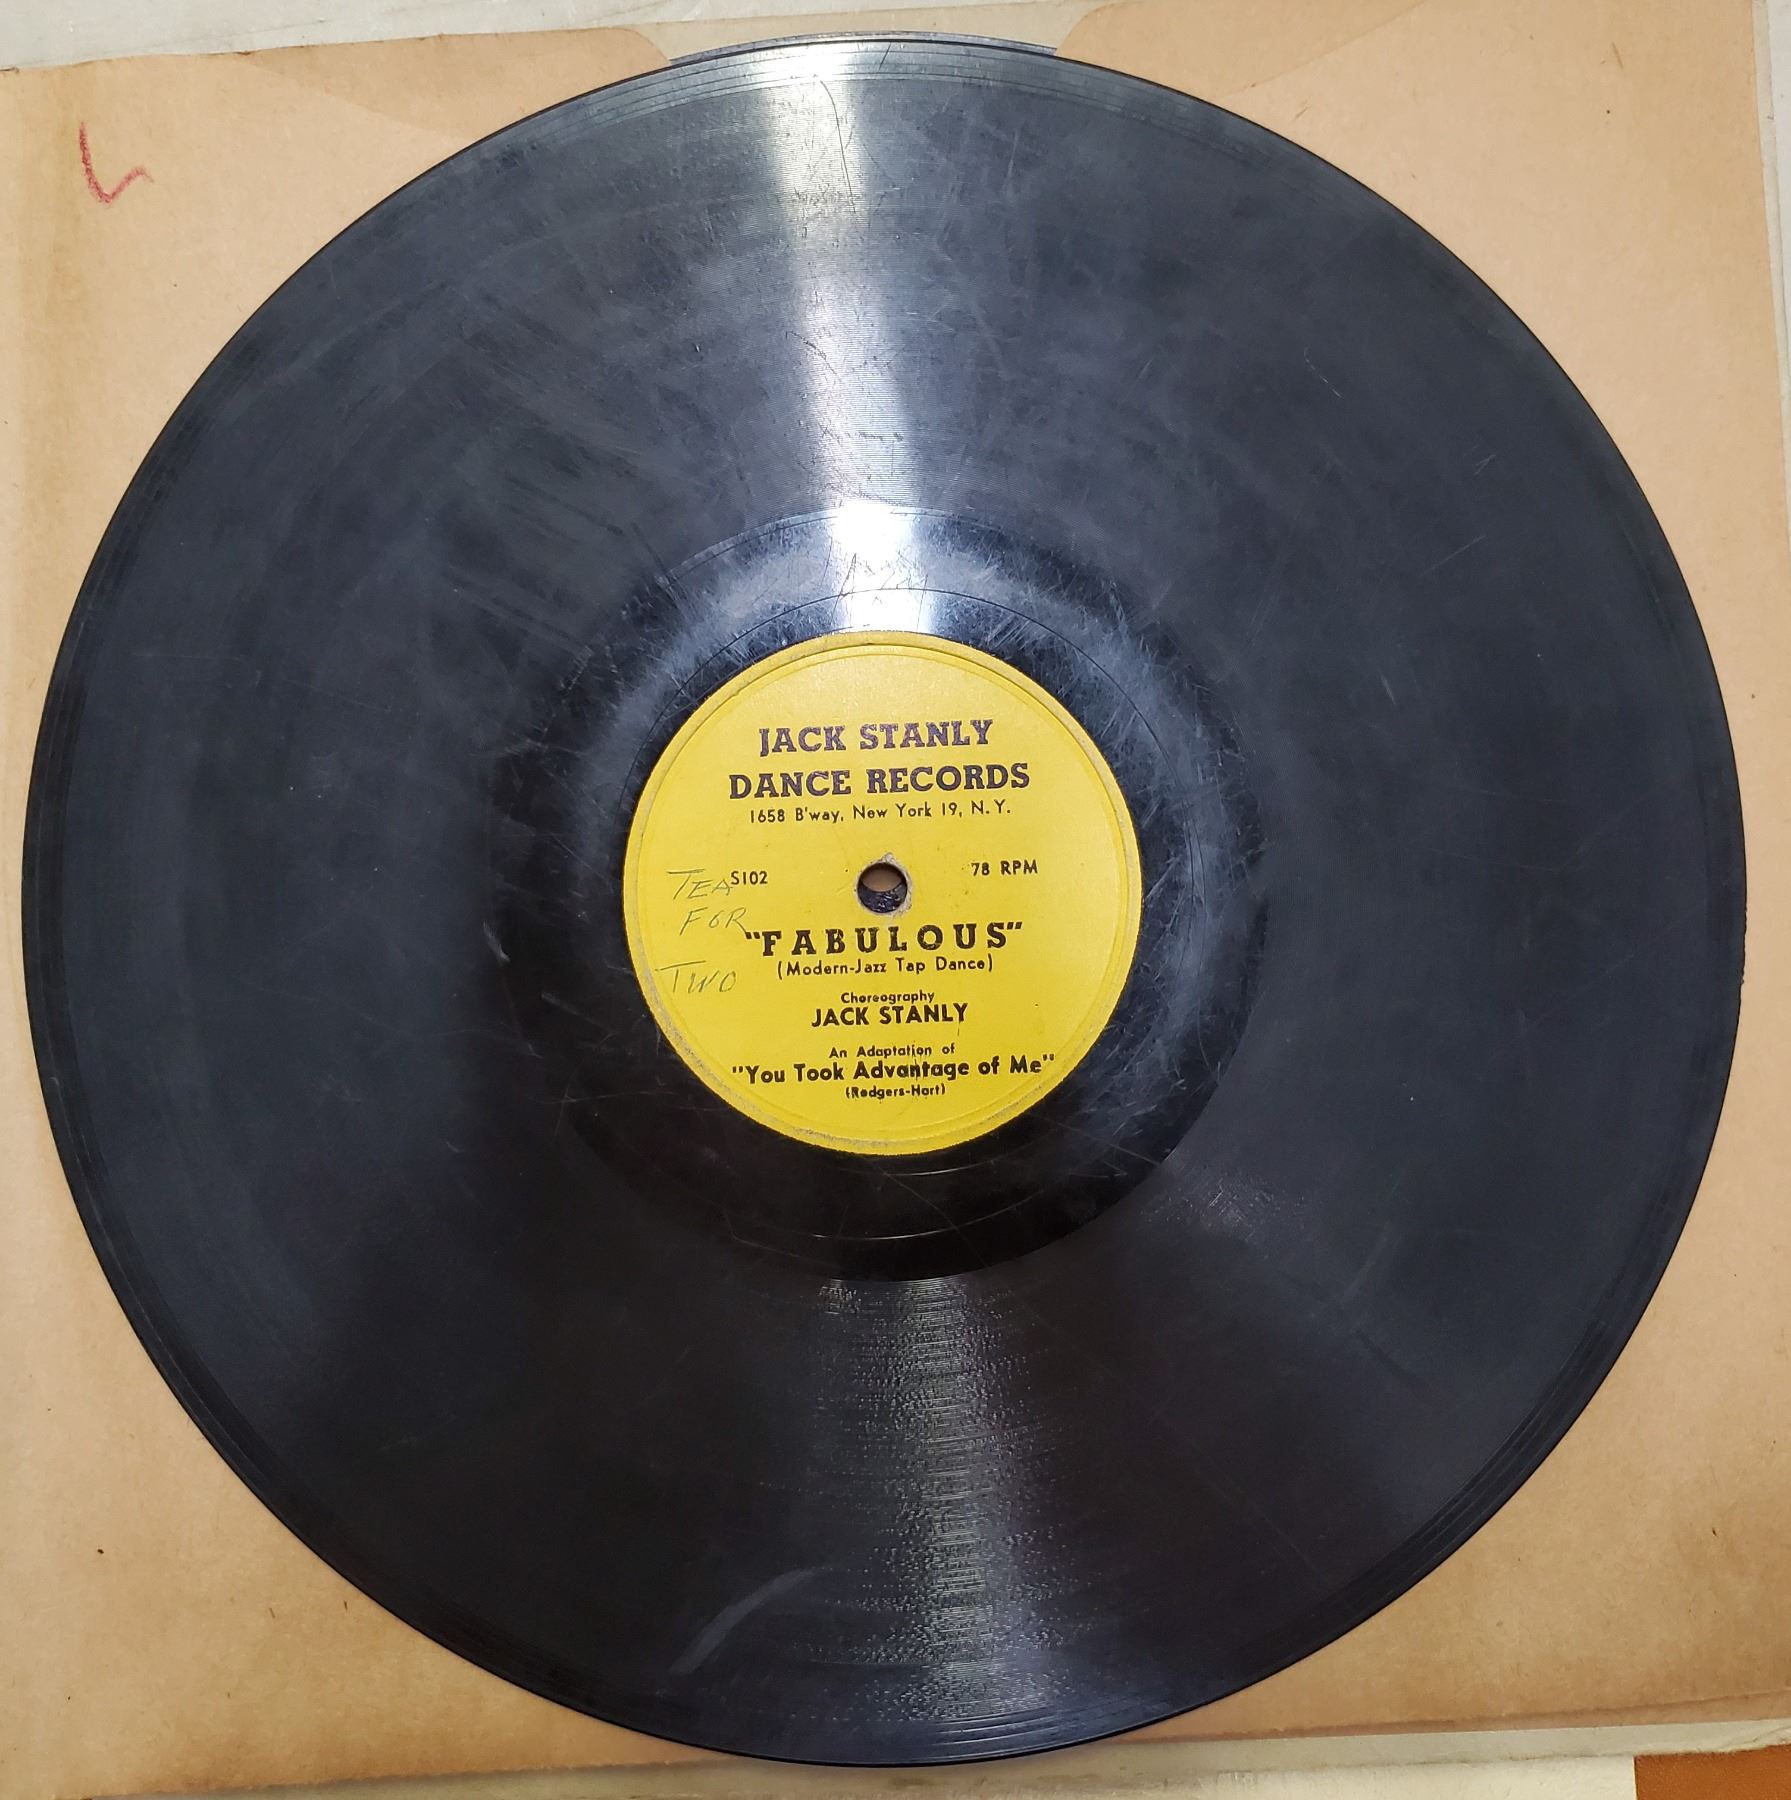 JACK STANLY
DANCE RECORDS
1658 B'way, New York 19, N.Y.
S102
78 RPM
TEA
FOR
TWO
"FABULOUS"
(Modern-Jazz Tap Dance)
Choreography
JACK STANLY
An Adaptation of
"You Took Advantage of Me"
(Rodgers-Hart)